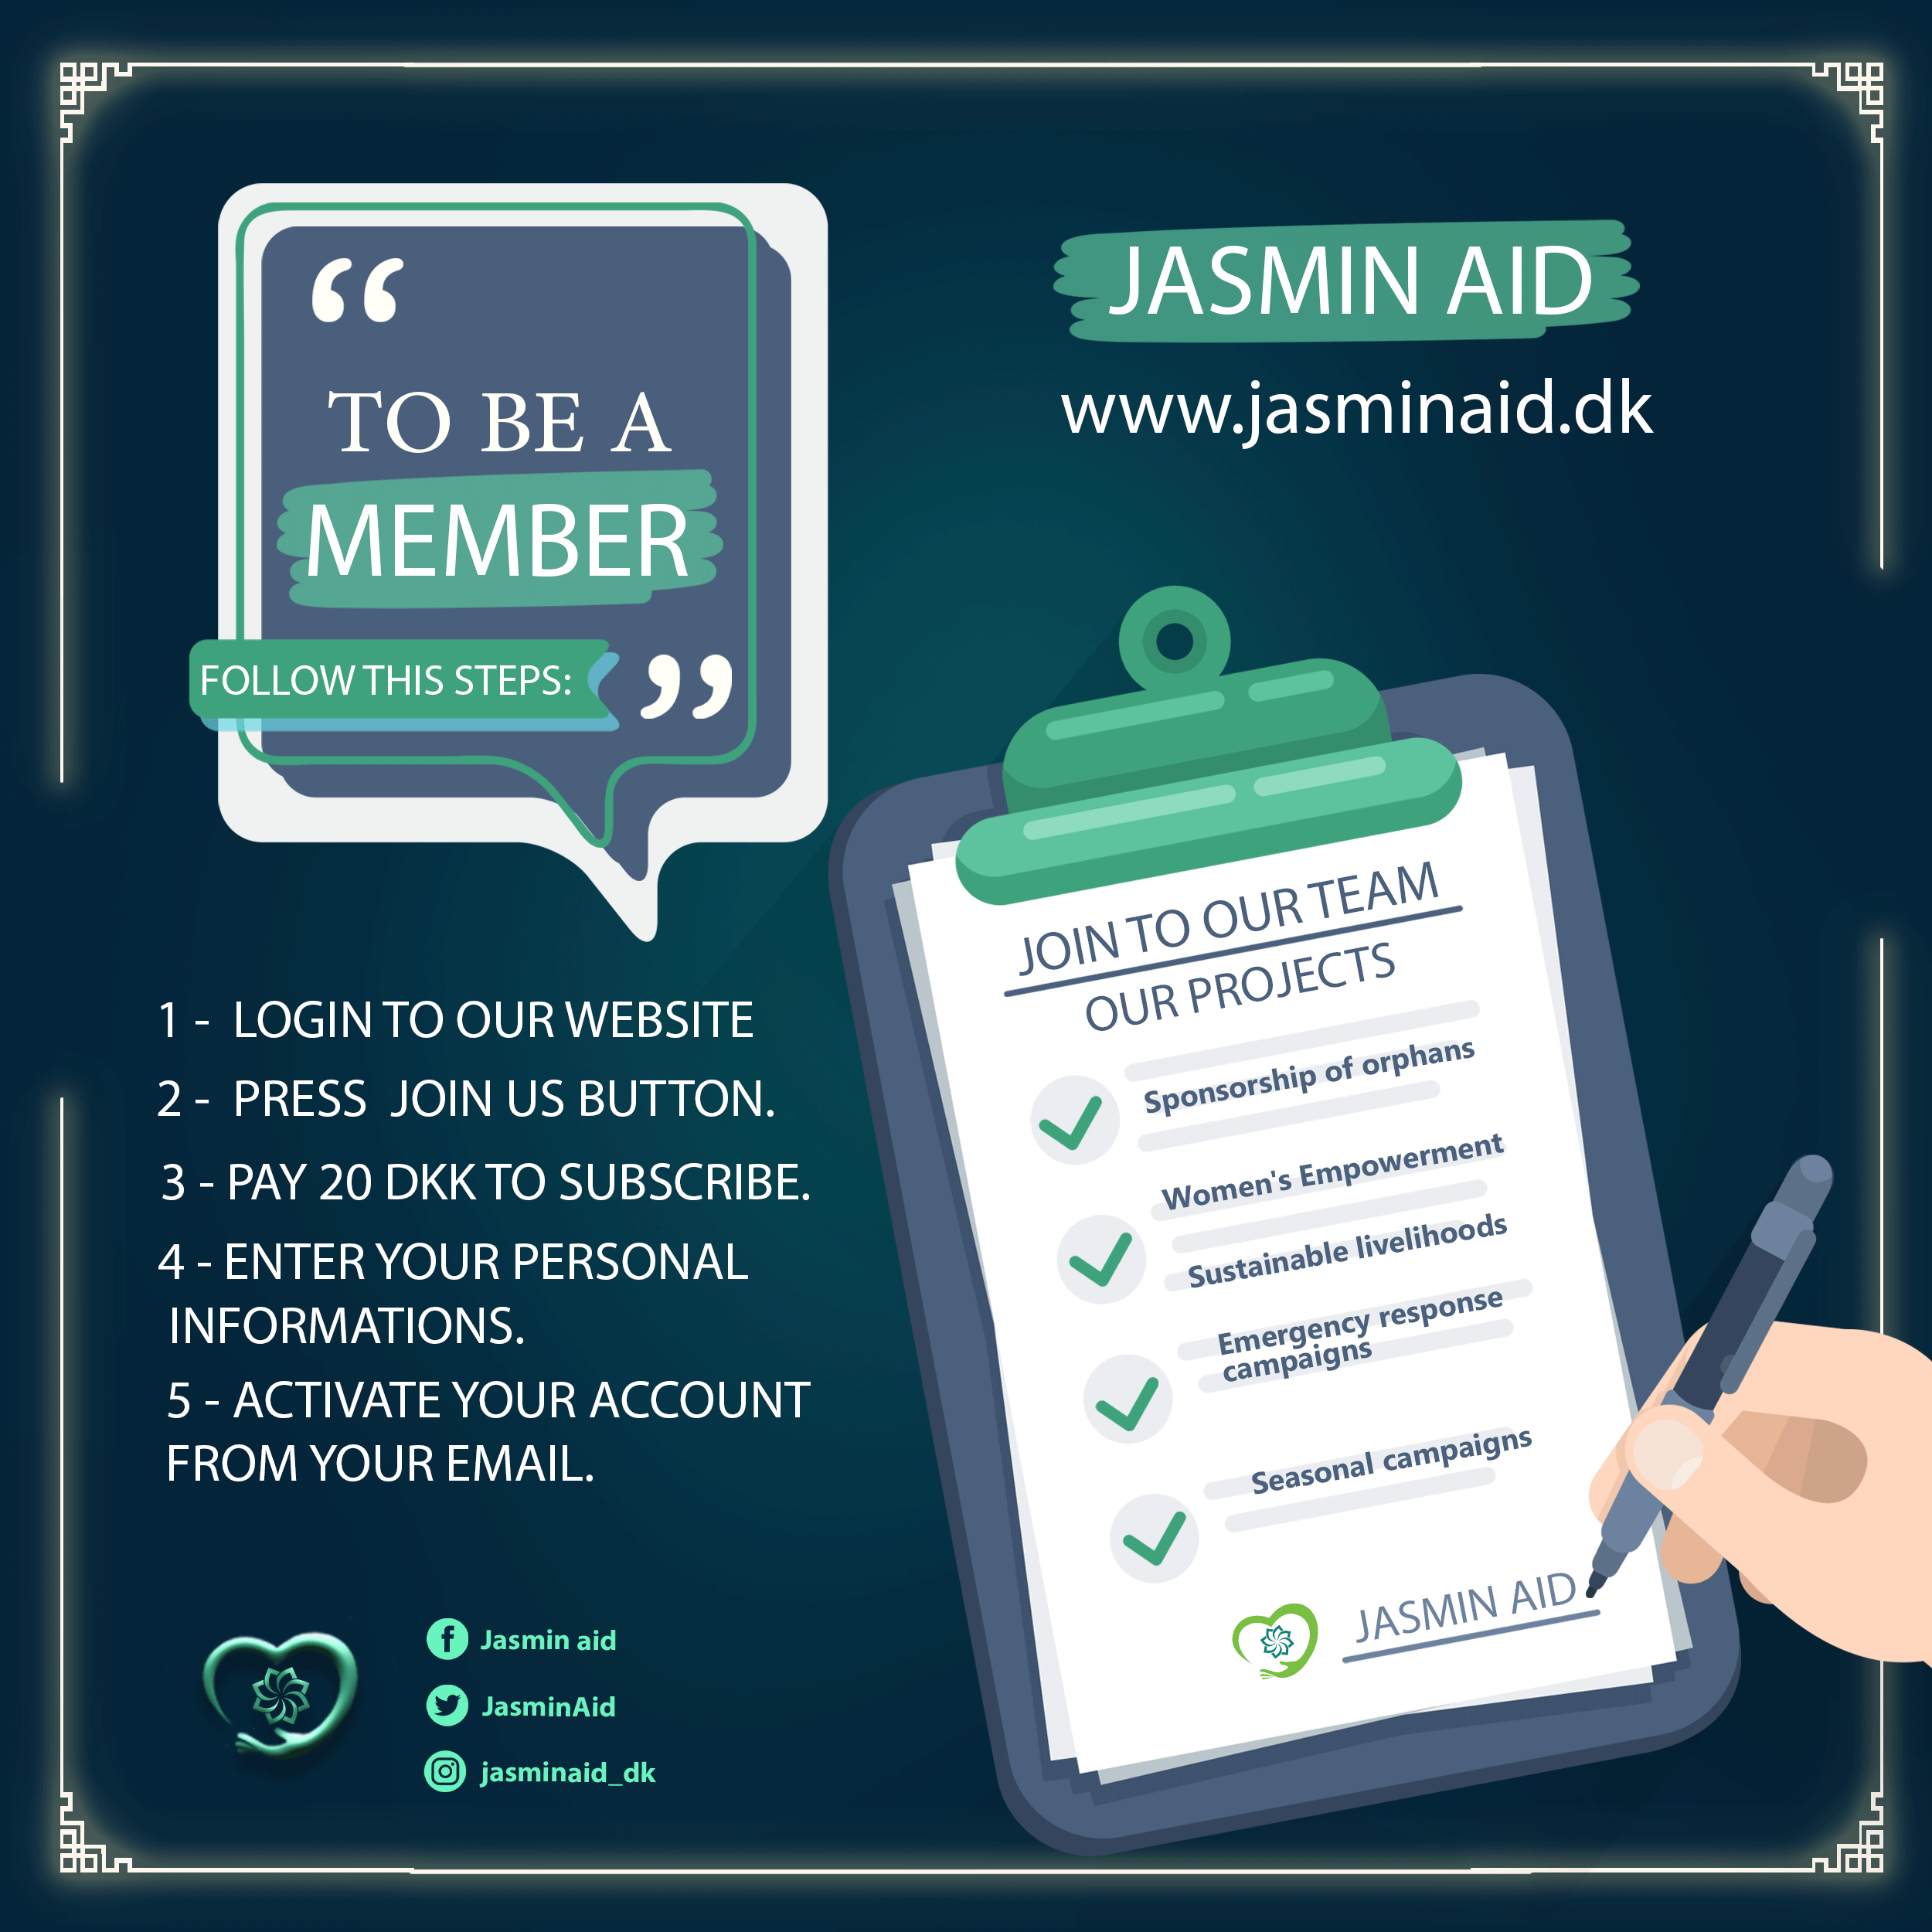 “
TO BE A
MEMBER
FOLLOW THIS STEPS:
”
JASMIN AID
www.jasminaid.dk
1 - LOGIN TO OUR WEBSITE
2 - PRESS JOIN US BUTTON.
3 - PAY 20 DKK TO SUBSCRIBE.
4 - ENTER YOUR PERSONAL
INFORMATIONS.
5 - ACTIVATE YOUR ACCOUNT
FROM YOUR EMAIL.
JOIN TO OUR TEAM
OUR PROJECTS
Sponsorship of orphans
Women's Empowerment
Sustainable livelihoods
Emergency response
campaigns
Seasonal campaigns
JASMIN AID
Jasmin aid
JasminAid
jasminaid_dk